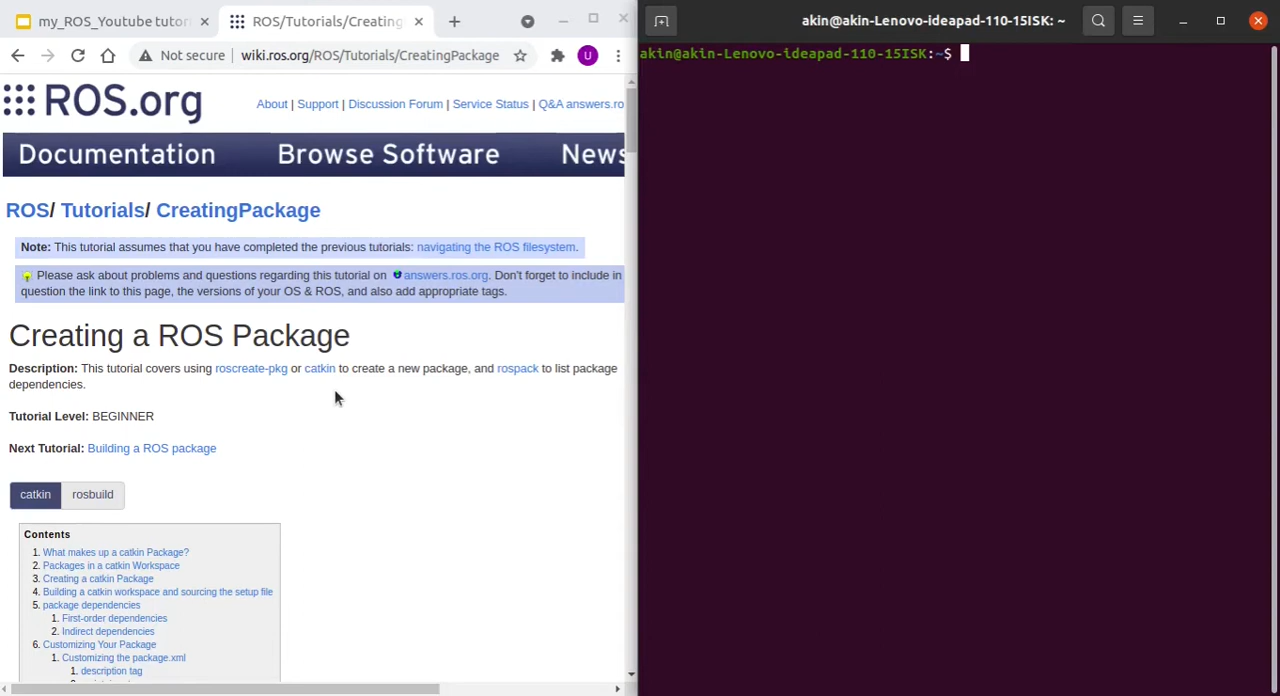 my_ROS_Youtube tutor
ROS/Tutorials/Creating
Not secure
wiki.ros.org/ROS/Tutorials/CreatingPackage
U
ROS.org
About | Support | Discussion Forum | Service Status | Q&A answers.ro
Documentation Browse Software News
ROS/ Tutorials/ CreatingPackage
Note: This tutorial assumes that you have completed the previous tutorials: navigating the ROS filesystem.
Please ask about problems and questions regarding this tutorial on answers.ros.org. Don't forget to include in
question the link to this page, the versions of your OS & ROS, and also add appropriate tags.
Creating a ROS Package
Description: This tutorial covers using roscreate-pkg or catkin to create a new package, and rospack to list package
dependencies.
Tutorial Level: BEGINNER
Next Tutorial: Building a ROS package
catkin rosbuild
Contents
1. What makes up a catkin Package?
2. Packages in a catkin Workspace
3. Creating a catkin Package
4. Building a catkin workspace and sourcing the setup file
5. package dependencies
1. First-order dependencies
2. Indirect dependencies
6. Customizing Your Package
1. Customizing the package.xml
1. description tag
akin@akin-Lenovo-ideapad-110-15ISK: ~
akin@akin-Lenovo-ideapad-110-15ISK:~$